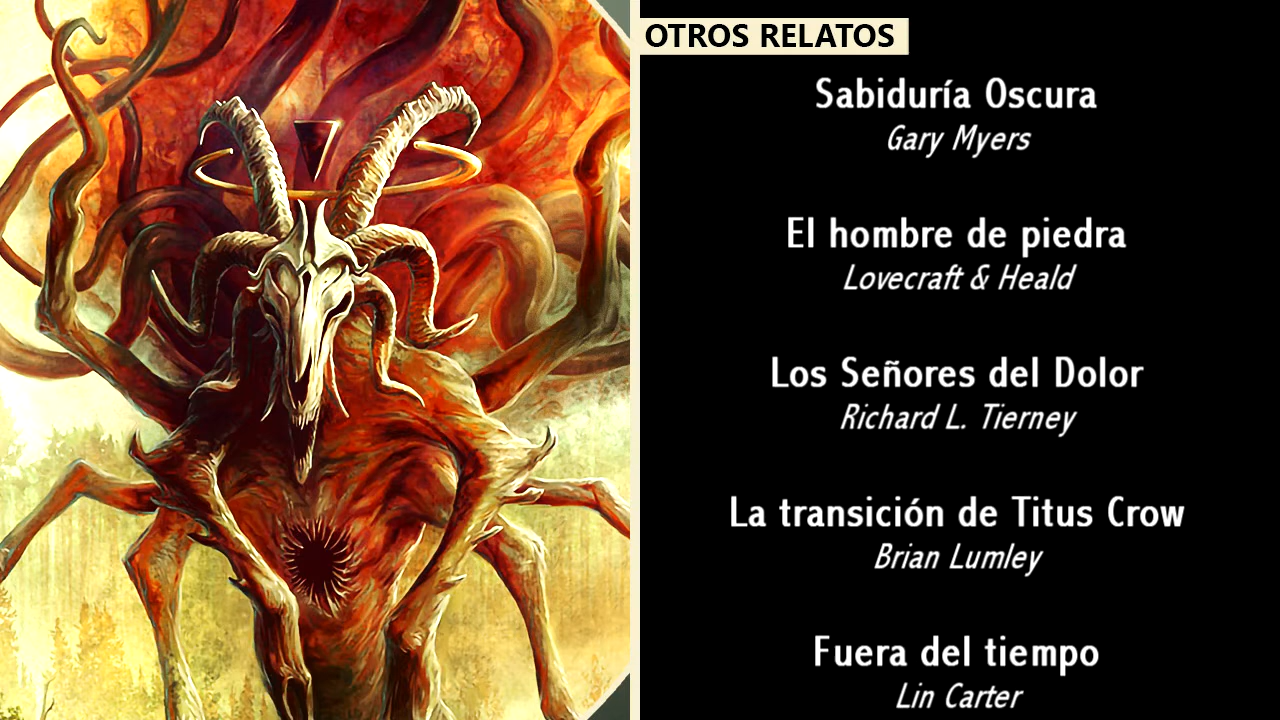 OTROS RELATOS
Sabiduría Oscura
Gary Myers
El hombre de piedra
Lovecraft & Heald
Los Señores del Dolor
Richard L. Tierney
La transición de Titus Crow
Brian Lumley
Fuera del tiempo
Lin Carter